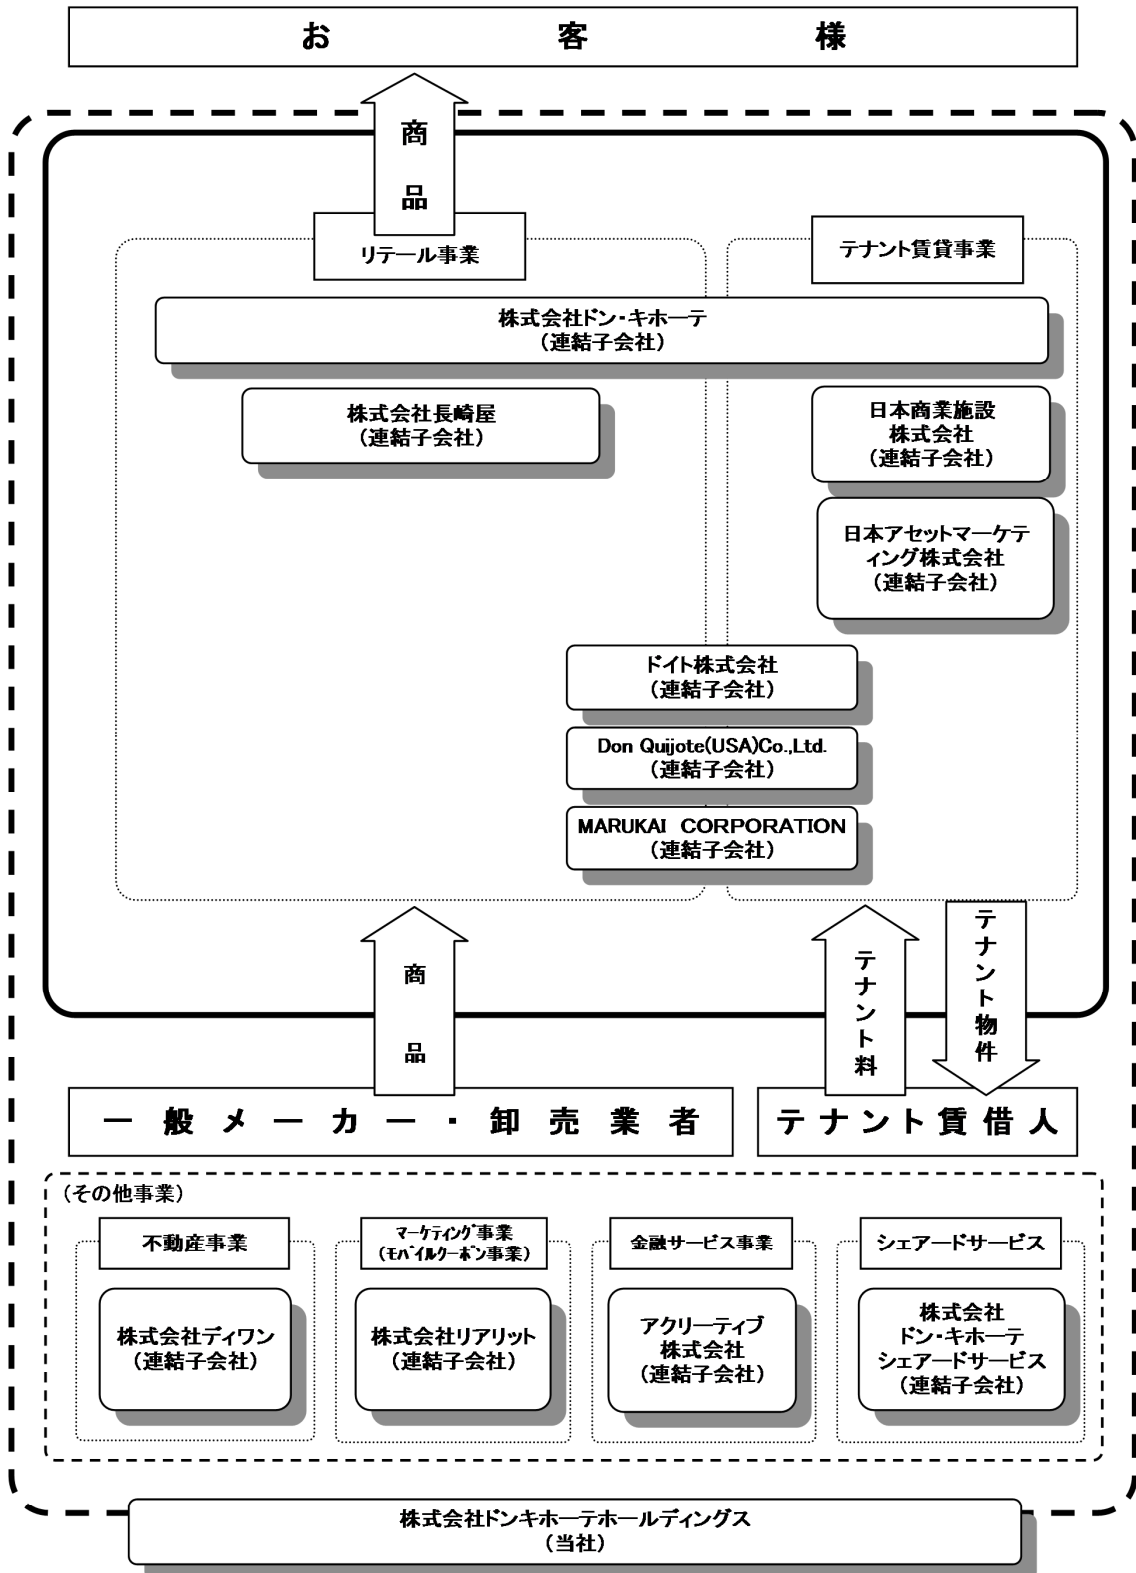 お客様
商品
リテール事業
テナント賃貸事業
株式会社ドン・キホーテ
(連結子会社)
株式会社長崎屋
(連結子会社)
日本商業施設
株式会社
(連結子会社)
日本アセットマーケテ
ィング株式会社
(連結子会社)
ドイト株式会社
(連結子会社)
Don Quijote(USA)Co.,Ltd.
(連結子会社)
MARUKAI CORPORATION
(連結子会社)
商品
テナント料
テナント物件
一般メーカー・卸売業者
テナント賃借人
(その他事業)
不動産事業
マーケティング事業
(モバイルクーポン事業)
金融サービス事業
シェアードサービス
株式会社ディワン
(連結子会社)
株式会社リアリット
(連結子会社)
アクリーティブ
株式会社
(連結子会社)
株式会社
ドン・キホーテ
シェアードサービス
(連結子会社)
株式会社ドンキホーテホールディングス
(当社)